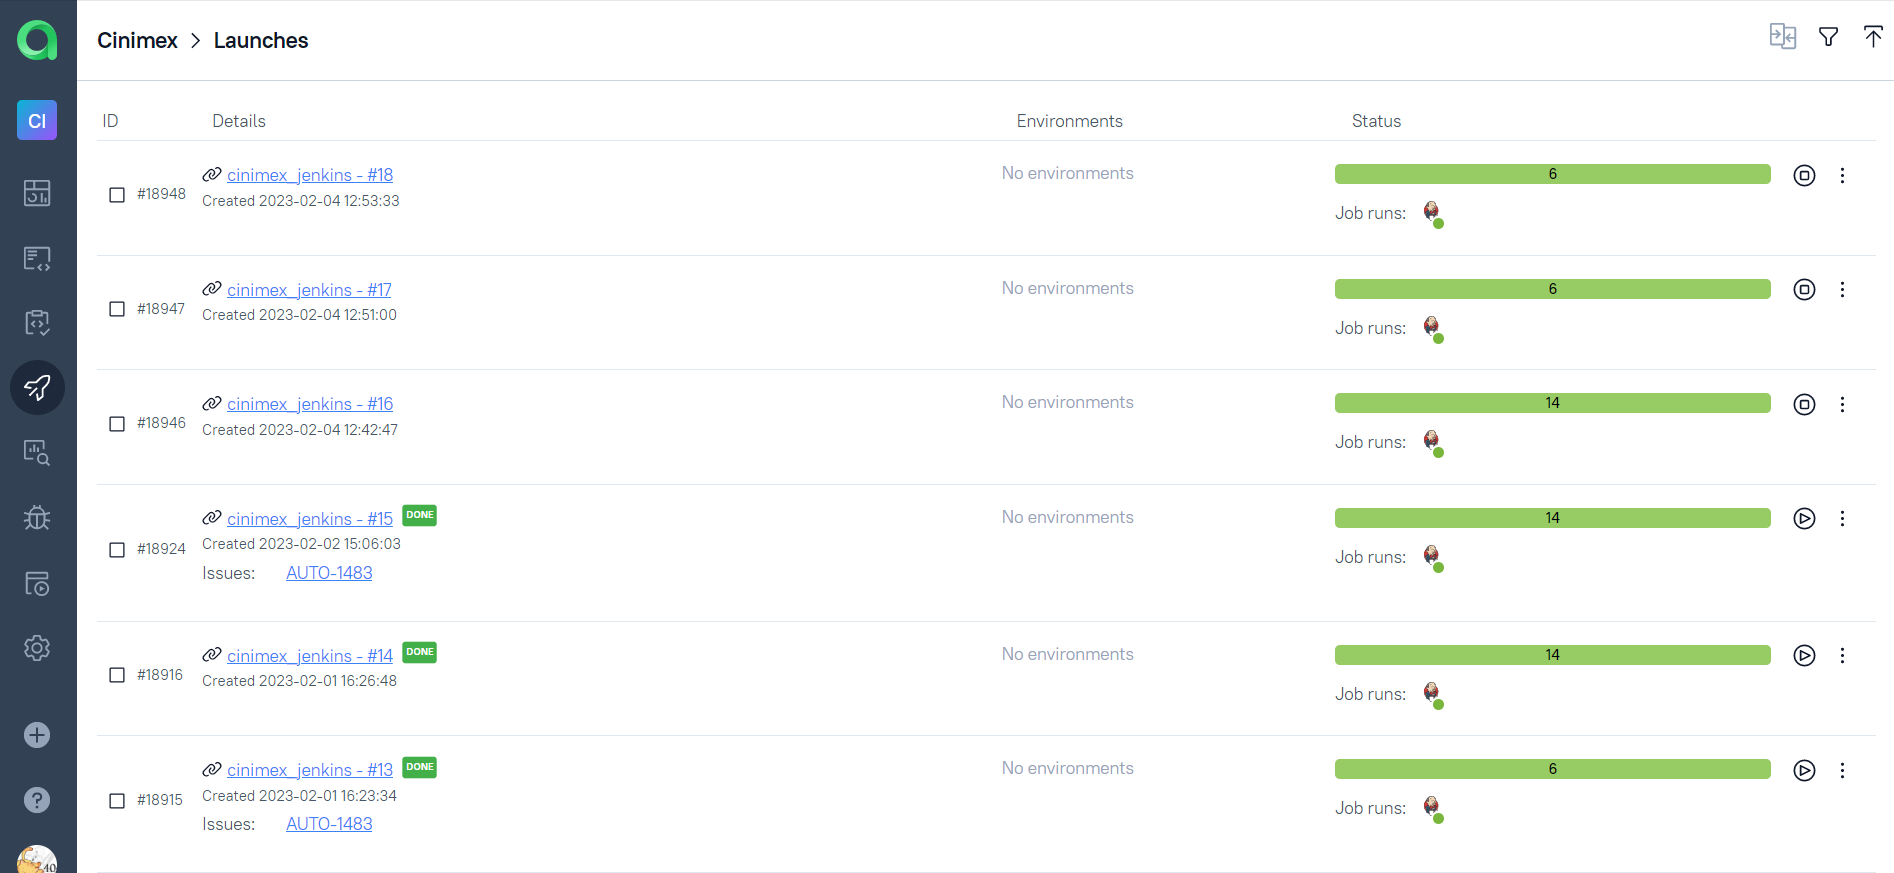 Cinimex > Launches
CI
ID Details Environments Status
#18948 cinimex_jenkins - #18 No environments 6
Created 2023-02-04 12:53:33
Job runs:
#18947 cinimex_jenkins - #17 No environments 6
Created 2023-02-04 12:51:00
Job runs:
#18946 cinimex_jenkins - #16 No environments 14
Created 2023-02-04 12:42:47
Job runs:
#18924 cinimex_jenkins - #15 DONE No environments 14
Created 2023-02-02 15:06:03
Job runs:
Issues: AUTO-1483
#18916 cinimex_jenkins - #14 DONE No environments 14
Created 2023-02-01 16:26:48
Job runs:
#18915 cinimex_jenkins - #13 DONE No environments 6
Created 2023-02-01 16:23:34
Job runs:
Issues: AUTO-1483
40